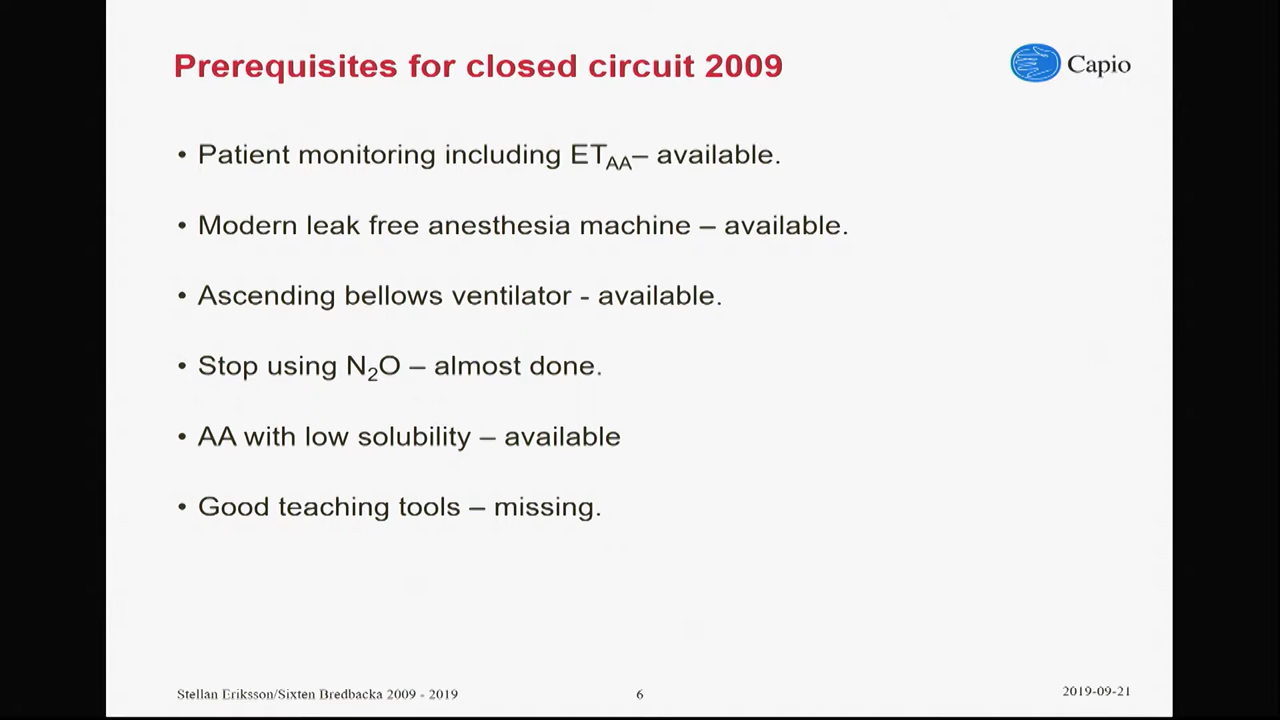 Prerequisites for closed circuit 2009
Capio
• Patient monitoring including ETAA– available.
• Modern leak free anesthesia machine – available.
• Ascending bellows ventilator - available.
• Stop using N2O – almost done.
• AA with low solubility – available
• Good teaching tools – missing.
Stellan Eriksson/Sixten Bredbacka 2009 - 2019
6
2019-09-21